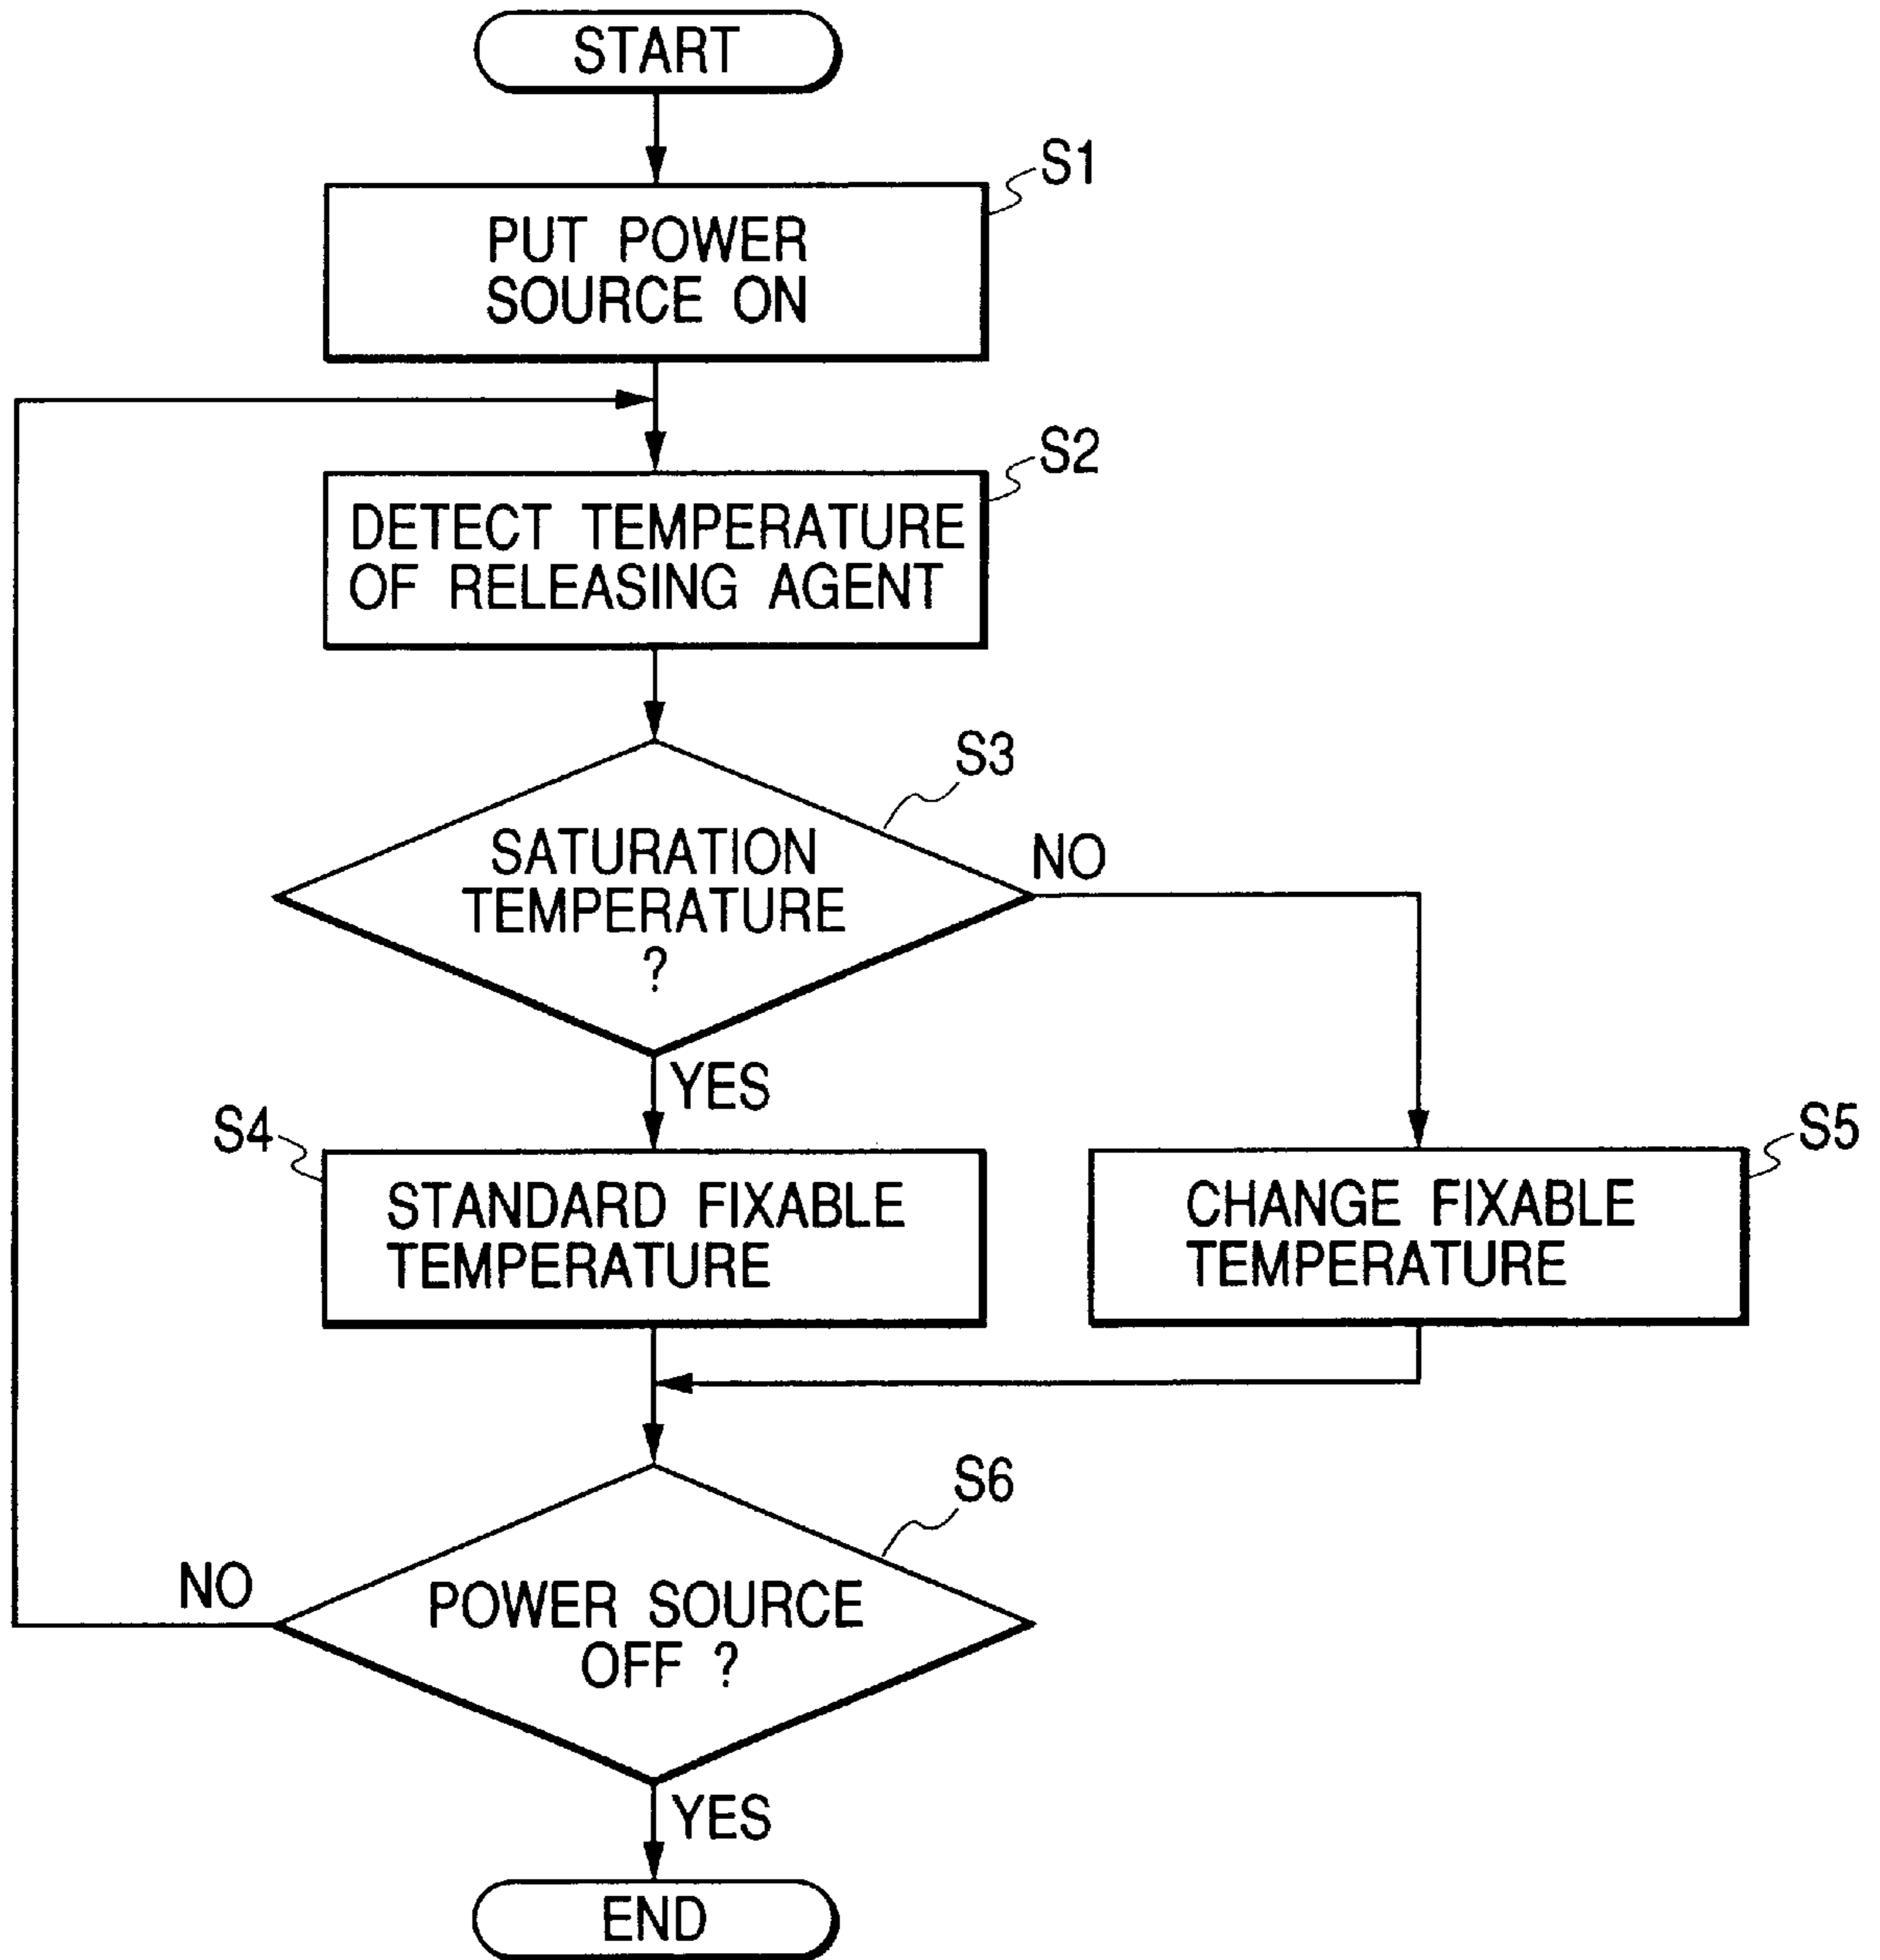 START
S1
PUT POWER
SOURCE ON
S2
DETECT TEMPERATURE
OF RELEASING AGENT
S3
SATURATION
TEMPERATURE
?
NO
YES
S4
STANDARD FIXABLE
TEMPERATURE
S5
CHANGE FIXABLE
TEMPERATURE
S6
POWER SOURCE
OFF ?
NO
YES
END